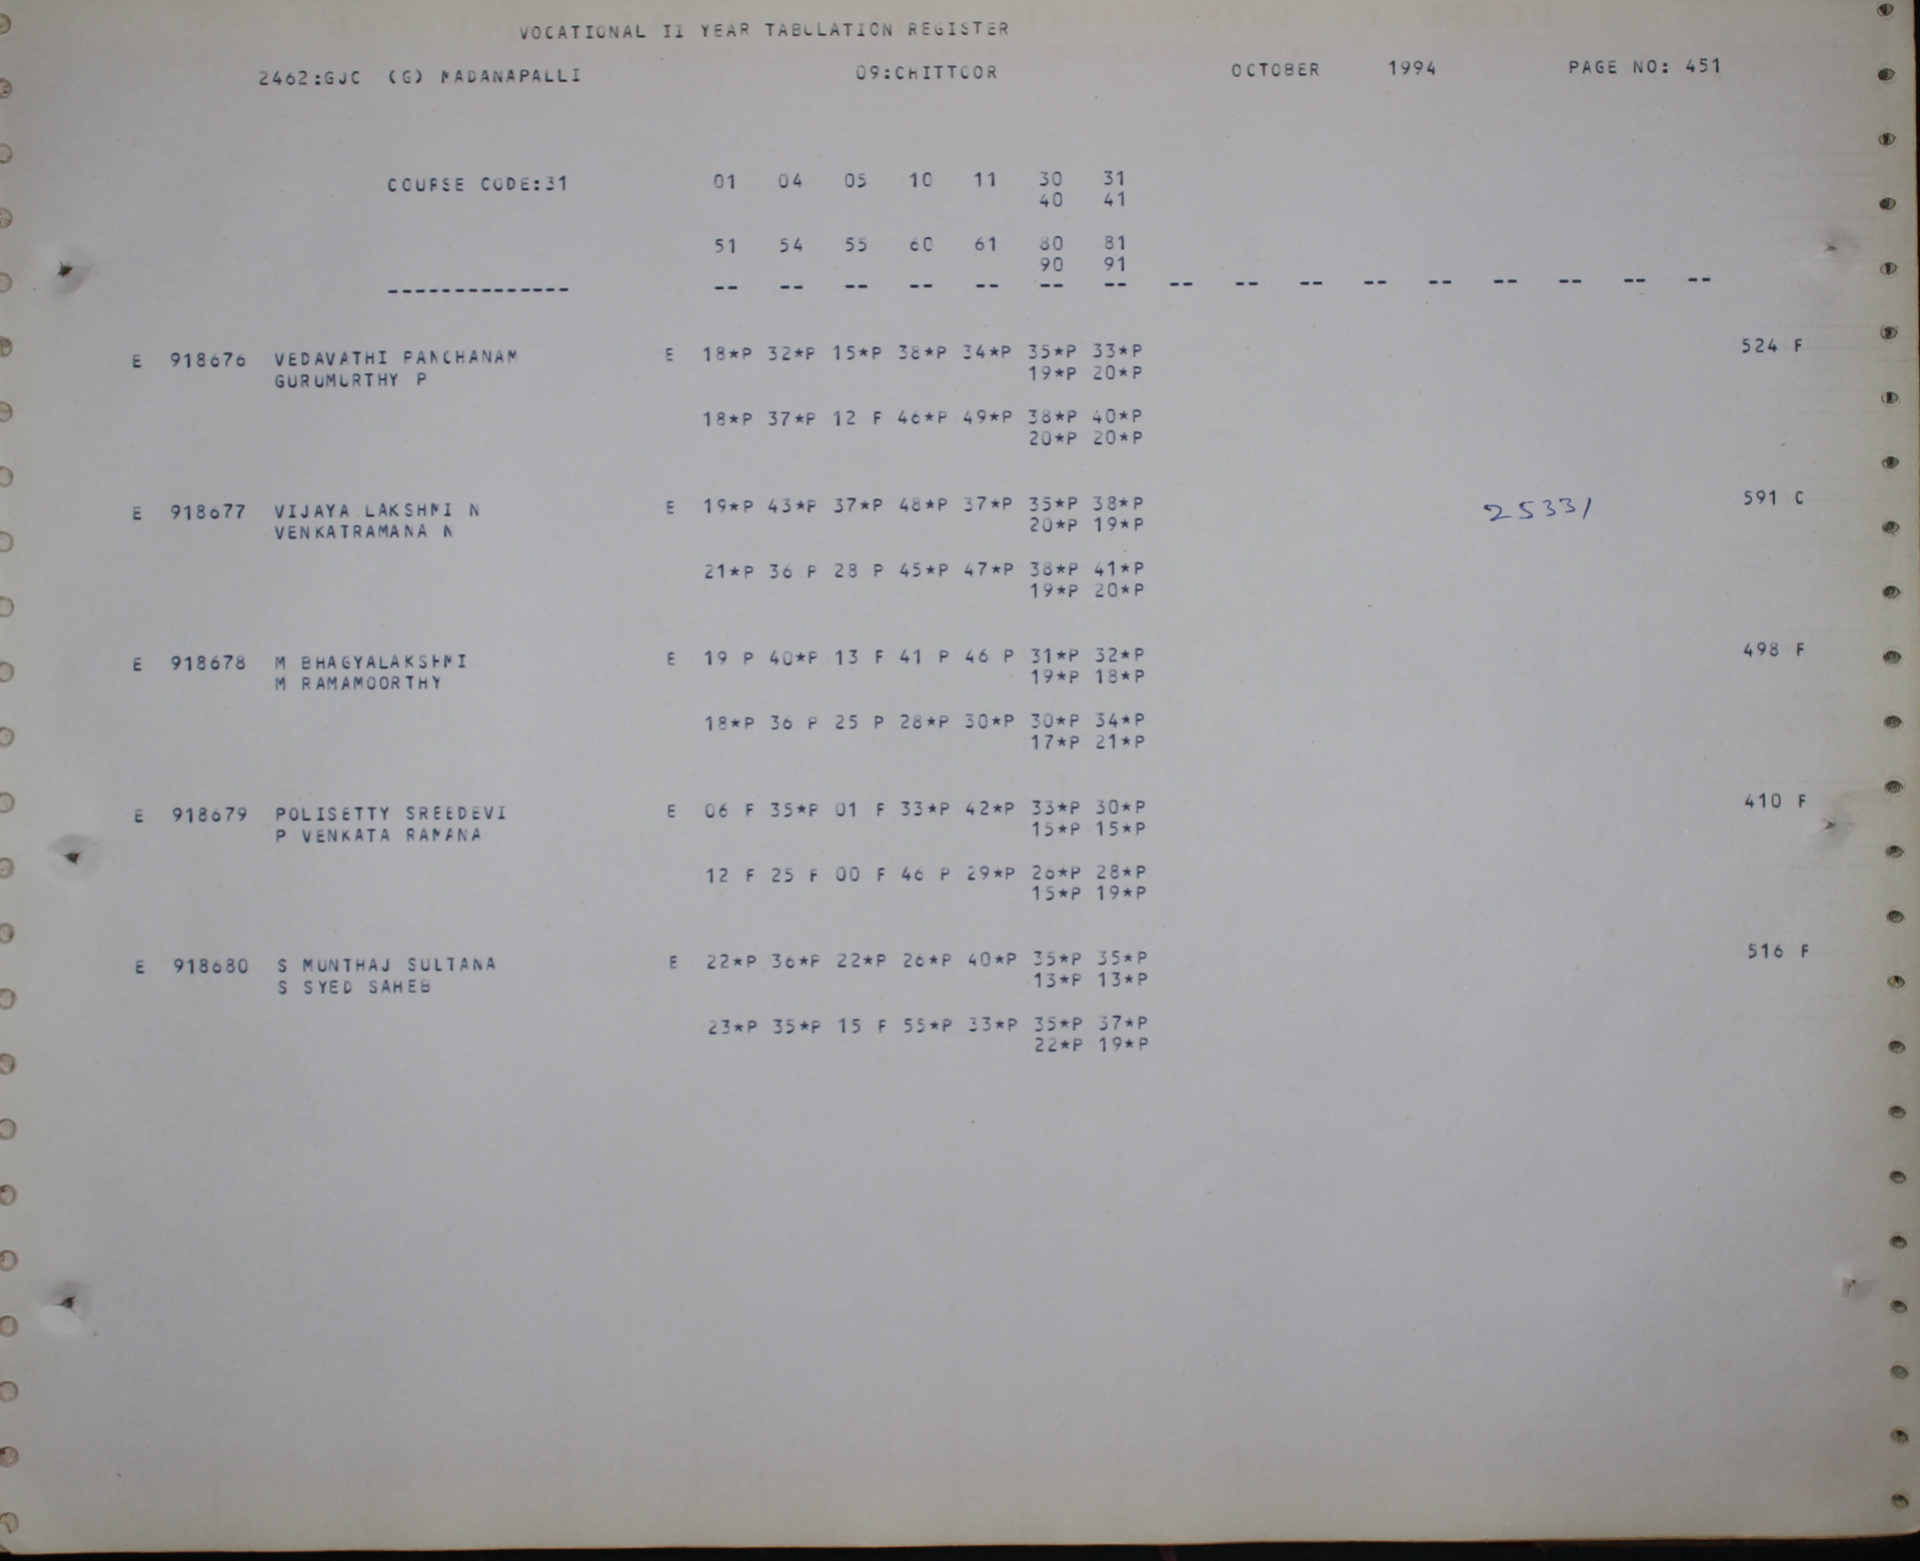 VOCATIONAL II YEAR TABULATION REGISTER
2462:GJC (G) MADANAPALLI 09:CHITTOOR OCTOBER 1994 PAGE NO: 451
COURSE CODE:31 01 04 05 10 11 30 31
40 41
51 54 55 60 61 80 81
90 91
-------------- -- -- -- -- -- -- -- -- -- -- -- -- -- -- -- --
E 918676 VEDAVATHI PANCHANAM E 18*P 32*P 15*P 38*P 34*P 35*P 33*P 524 F
GURUMURTHY P 19*P 20*P
18*P 37*P 12 F 46*P 49*P 38*P 40*P
20*P 20*P
E 918677 VIJAYA LAKSHMI N E 19*P 43*P 37*P 48*P 37*P 35*P 38*P 25331 591 C
VENKATRAMANA N 20*P 19*P
21*P 36 P 28 P 45*P 47*P 38*P 41*P
19*P 20*P
E 918678 M BHAGYALAKSHMI E 19 P 40*P 13 F 41 P 46 P 31*P 32*P 498 F
M RAMAMOORTHY 19*P 18*P
18*P 36 P 25 P 28*P 30*P 30*P 34*P
17*P 21*P
E 918679 POLISETTY SREEDEVI E 06 F 35*P 01 F 33*P 42*P 33*P 30*P 410 F
P VENKATA RAMANA 15*P 15*P
12 F 25 F 00 F 46 P 29*P 26*P 28*P
15*P 19*P
E 918680 S MUNTHAJ SULTANA E 22*P 36*P 22*P 26*P 40*P 35*P 35*P 516 F
S SYED SAHEB 13*P 13*P
23*P 35*P 15 F 55*P 33*P 35*P 37*P
22*P 19*P